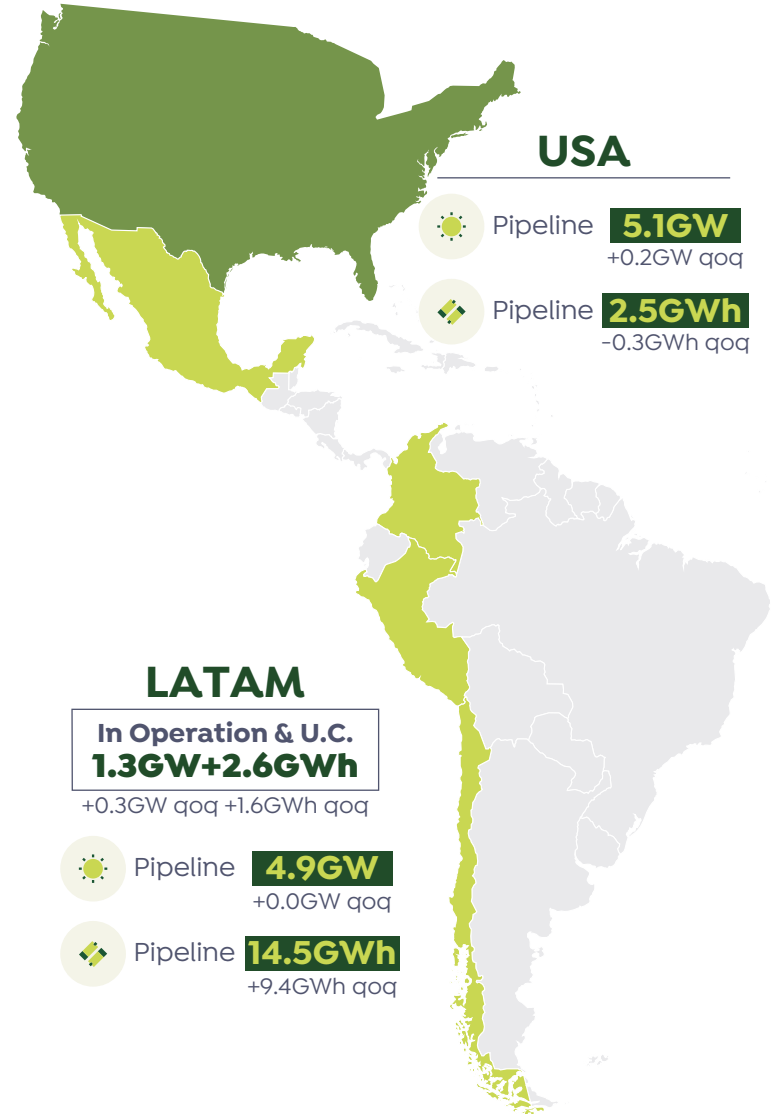 USA
Pipeline 5.1GW
+0.2GW qoq
Pipeline 2.5GWh
-0.3GWh qoq
LATAM
In Operation & U.C.
1.3GW+2.6GWh
+0.3GW qoq +1.6GWh qoq
Pipeline 4.9GW
+0.0GW qoq
Pipeline 14.5GWh
+9.4GWh qoq